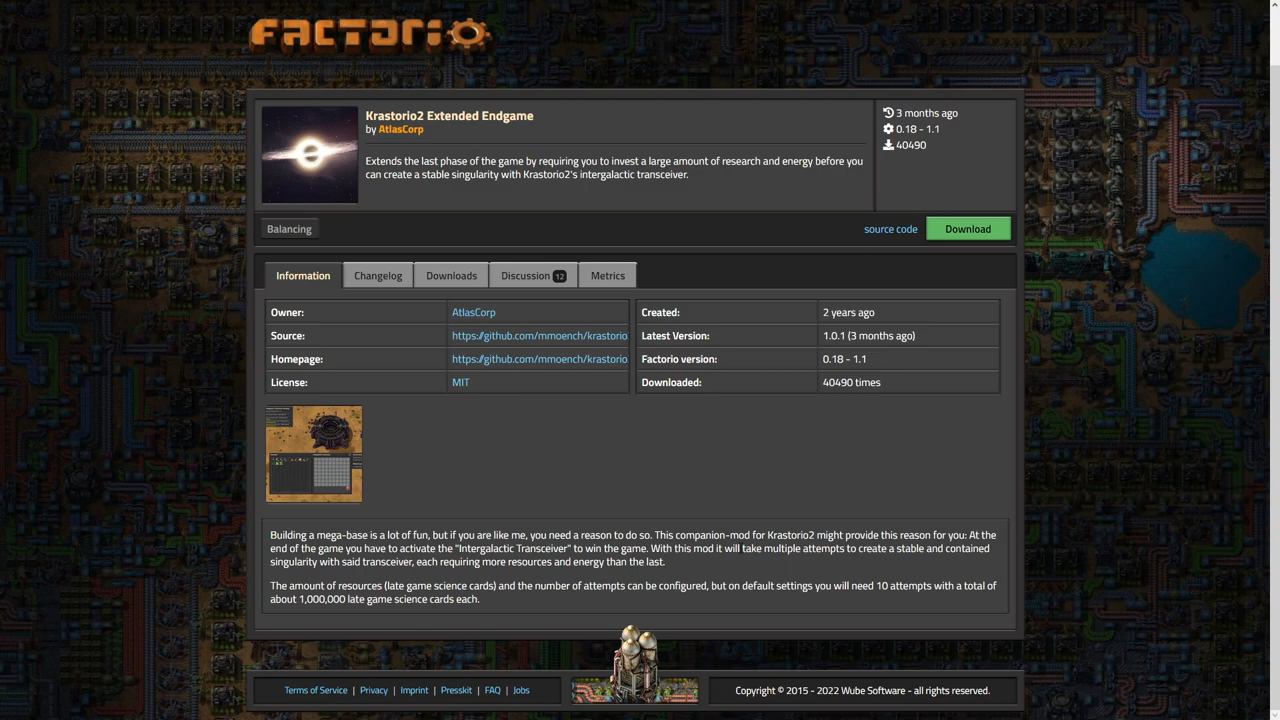 FACTORIO
Krastorio2 Extended Endgame
by AtlasCorp
Extends the last phase of the game by requiring you to invest a large amount of research and energy before you
can create a stable singularity with Krastorio2's intergalactic transceiver.
3 months ago
0.18 - 1.1
40490
Balancing
source code
Download
Information
Changelog
Downloads
Discussion 12
Metrics
Owner: AtlasCorp
Source: https://github.com/mmoench/krastorio
Homepage: https://github.com/mmoench/krastorio
License: MIT
Created: 2 years ago
Latest Version: 1.0.1 (3 months ago)
Factorio version: 0.18 - 1.1
Downloaded: 40490 times
Building a mega-base is a lot of fun, but if you are like me, you need a reason to do so. This companion-mod for Krastorio2 might provide this reason for you: At the
end of the game you have to activate the "Intergalactic Transceiver" to win the game. With this mod it will take multiple attempts to create a stable and contained
singularity with said transceiver, each requiring more resources and energy than the last.
The amount of resources (late game science cards) and the number of attempts can be configured, but on default settings you will need 10 attempts with a total of
about 1,000,000 late game science cards each.
Terms of Service | Privacy | Imprint | Presskit | FAQ | Jobs
Copyright © 2015 - 2022 Wube Software - all rights reserved.